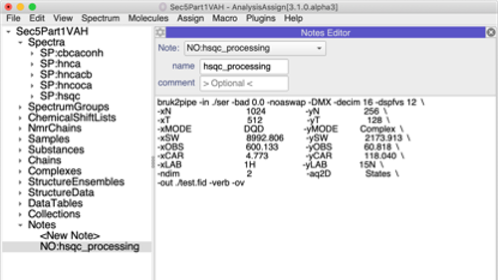 Sec5Part1VAH - AnalysisAssign[3.1.0.alpha3]
File Edit View Spectrum Molecules Assign Macro Plugins Help
Sec5Part1VAH
Spectra
SP:cbcaconh
SP:hnca
SP:hncacb
SP:hncoca
SP:hsqc
SpectrumGroups
ChemicalShiftLists
NmrChains
Samples
Substances
Chains
Complexes
StructureEnsembles
StructureData
DataTables
Collections
Notes
<New Note>
NO:hsqc_processing
Notes Editor
Note: NO:hsqc_processing
name hsqc_processing
comment > Optional <
bruk2pipe -in ./ser -bad 0.0 -noaswap -DMX -decim 16 -dspfvs 12 \
-xN 1024 -yN 256 \
-xT 512 -yT 128 \
-xMODE DQD -yMODE Complex \
-xSW 8992.806 -ySW 2173.913 \
-xOBS 600.133 -yOBS 60.818 \
-xCAR 4.773 -yCAR 118.040 \
-xLAB 1H -yLAB 15N \
-ndim 2 -aq2D States \
-out ./test.fid -verb -ov